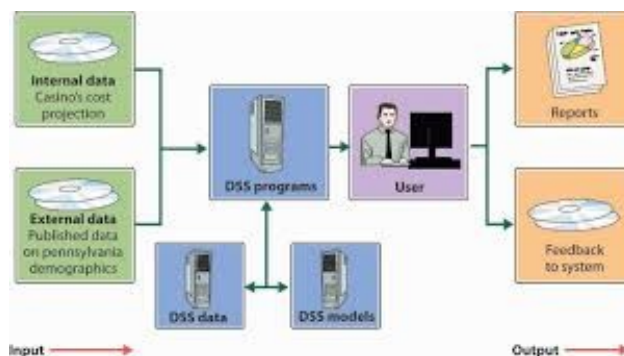 Internal data
Casino's cost
projection
External data
Published data
on pennsylvania
demographics
DSS programs
DSS data
DSS models
User
Reports
Feedback
to system
Input
Output